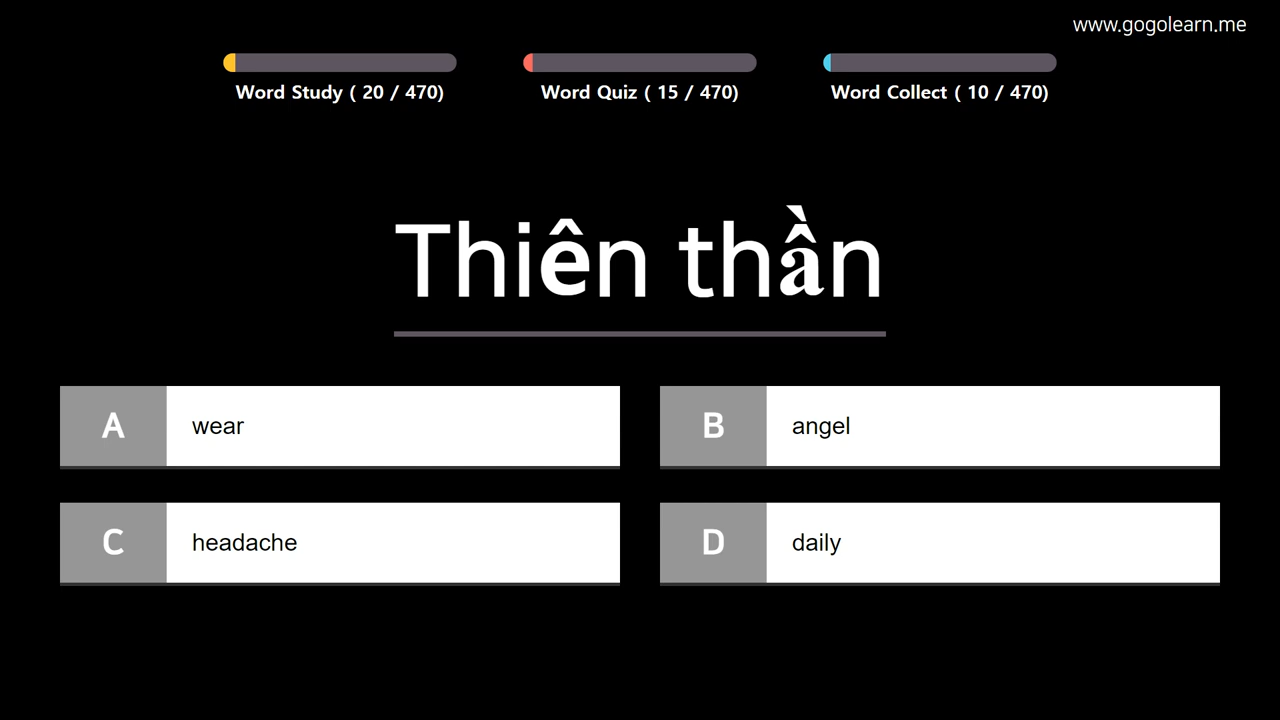 www.gogolearn.me
Word Study ( 20 / 470)
Word Quiz ( 15 / 470)
Word Collect ( 10 / 470)
Thiên thần
A wear
B angel
C headache
D daily